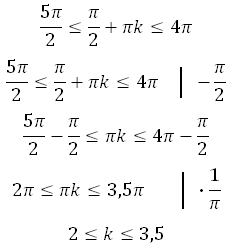 5π/2 ≤ π/2 + πk ≤ 4π
5π/2 ≤ π/2 + πk ≤ 4π | − π/2
5π/2 − π/2 ≤ πk ≤ 4π − π/2
2π ≤ πk ≤ 3,5π | · 1/π
2 ≤ k ≤ 3,5